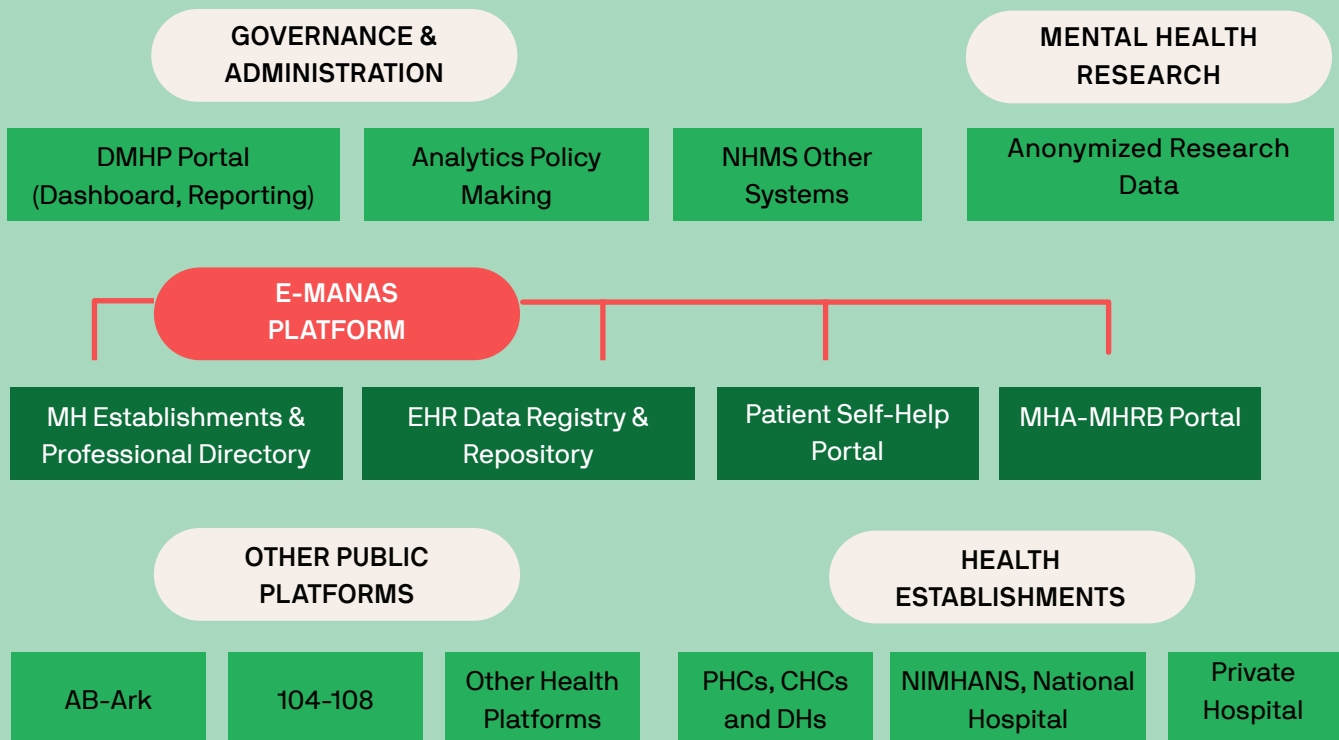 GOVERNANCE &
ADMINISTRATION
MENTAL HEALTH
RESEARCH
DMHP Portal
(Dashboard, Reporting)
Analytics Policy
Making
NHMS Other
Systems
Anonymized Research
Data
E-MANAS
PLATFORM
MH Establishments &
Professional Directory
EHR Data Registry &
Repository
Patient Self-Help
Portal
MHA-MHRB Portal
OTHER PUBLIC
PLATFORMS
HEALTH
ESTABLISHMENTS
AB-Ark
104-108
Other Health
Platforms
PHCs, CHCs
and DHs
NIMHANS, National
Hospital
Private
Hospital